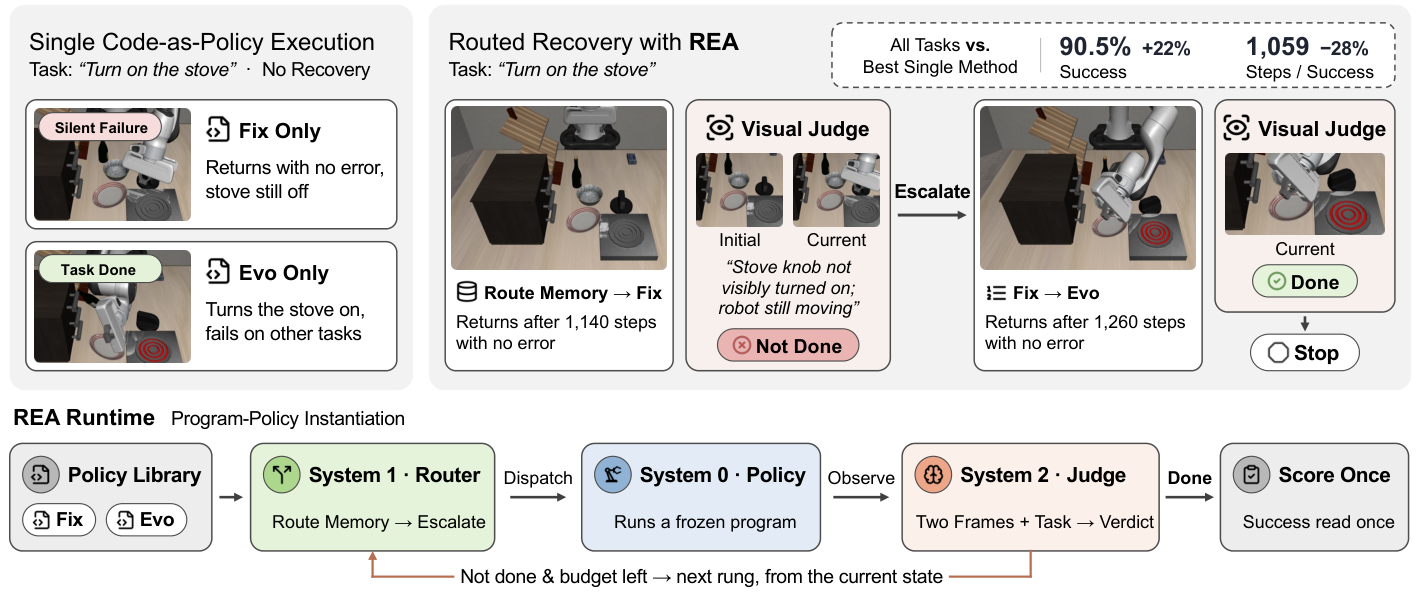 Single Code-as-Policy Execution
Task: “Turn on the stove” · No Recovery
Silent Failure
Fix Only
Returns with no error,
stove still off
Task Done
Evo Only
Turns the stove on,
fails on other tasks
Routed Recovery with REA
Task: “Turn on the stove”
All Tasks vs.
Best Single Method
90.5% +22%
Success
1,059 −28%
Steps / Success
Route Memory → Fix
Returns after 1,140 steps
with no error
Visual Judge
Initial
Current
“Stove knob not
visibly turned on;
robot still moving”
Not Done
Escalate
Fix → Evo
Returns after 1,260 steps
with no error
Visual Judge
Current
Done
Stop
REA Runtime Program-Policy Instantiation
Policy Library
Fix
Evo
System 1 · Router
Route Memory → Escalate
Dispatch
System 0 · Policy
Runs a frozen program
Observe
System 2 · Judge
Two Frames + Task → Verdict
Done
Score Once
Success read once
Not done & budget left → next rung, from the current state